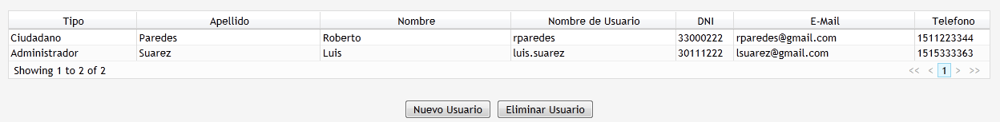 Tipo Apellido Nombre Nombre de Usuario DNI E-Mail Telefono
Ciudadano Paredes Roberto rparedes 33000222 rparedes@gmail.com 1511223344
Administrador Suarez Luis luis.suarez 30111222 lsuarez@gmail.com 1515333363
Showing 1 to 2 of 2 << < 1 > >>
Nuevo Usuario Eliminar Usuario